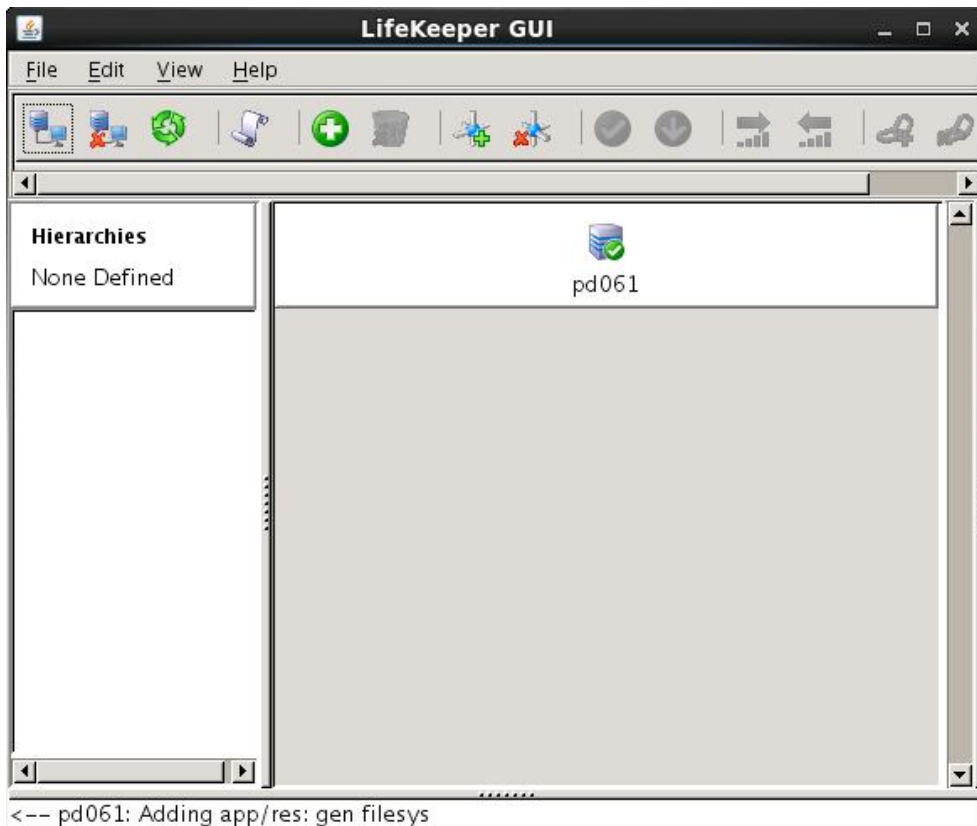 LifeKeeper GUI
File Edit View Help
Hierarchies
None Defined
pd061
<-- pd061: Adding app/res: gen filesys